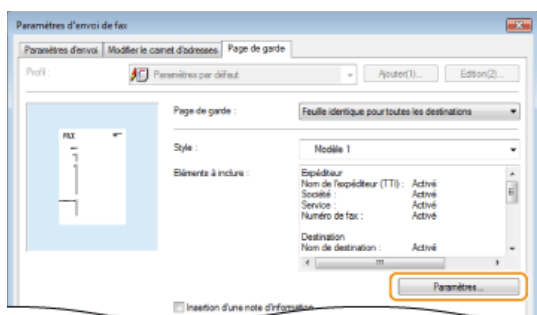 Paramètres d'envoi de fax
Paramètres d'envoi Modifier le carnet d'adresses Page de garde
Profil : Paramètres par défaut Ajouter(1)... Edition(2)...
Page de garde : Feuille identique pour toutes les destinations
FAX
Style : Modèle 1
Eléments à inclure : Expéditeur
Nom de l'expéditeur (TTI) : Activé
Société : Activé
Service : Activé
Numéro de fax : Activé
Destination
Nom de destination : Activé
Paramètres...
Insertion d'une note d'information